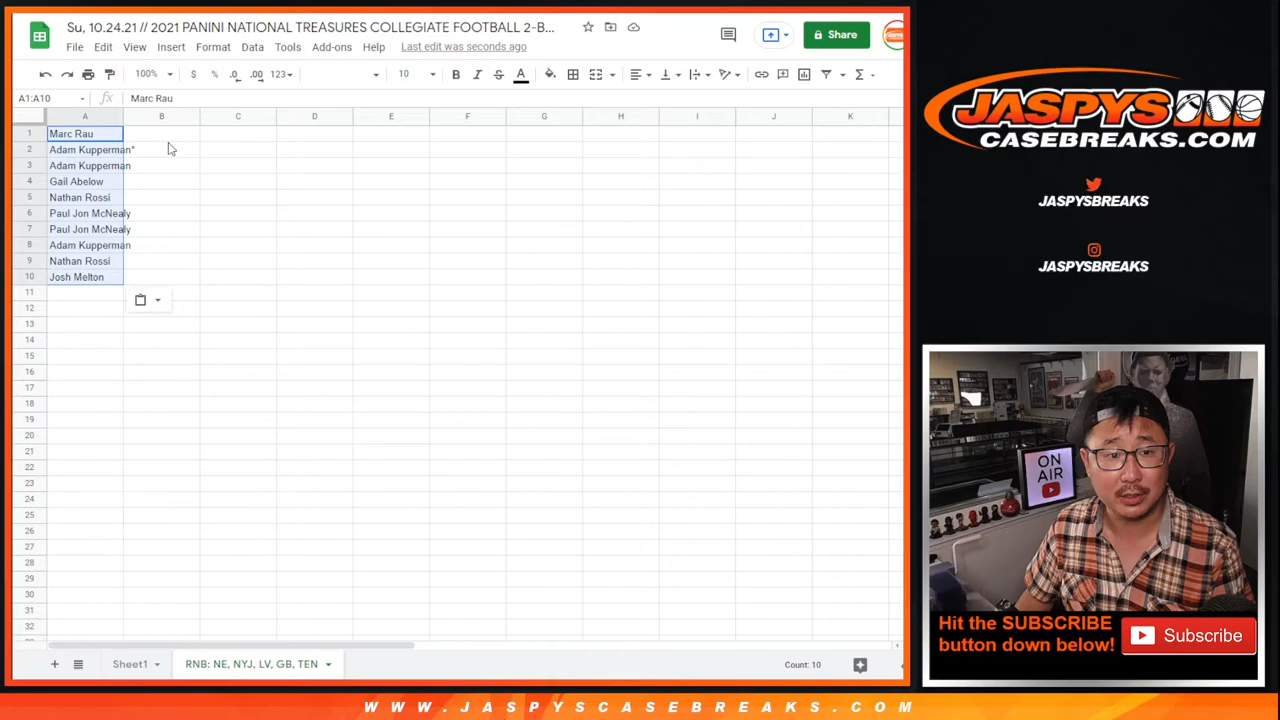 Su, 10.24.21 // 2021 PANINI NATIONAL TREASURES COLLEGIATE FOOTBALL 2-B...
File Edit View Insert Format Data Tools Add-ons Help Last edit was seconds ago
Share
100% $ % .0 .00 123 10 B I S A
A1:A10 fx Marc Rau
A B C D E F G H I J K
1 Marc Rau
2 Adam Kupperman*
3 Adam Kupperman
4 Gail Abelow
5 Nathan Rossi
6 Paul Jon McNealy
7 Paul Jon McNealy
8 Adam Kupperman
9 Nathan Rossi
10 Josh Melton
11
12
13
14
15
16
17
18
19
20
21
22
23
24
25
26
27
28
29
30
31
32
Sheet1 RNB: NE, NYJ, LV, GB, TEN Count: 10
JASPYS
CASEBREAKS.COM
JASPYSBREAKS
JASPYSBREAKS
ON
AIR
Hit the SUBSCRIBE
button down below!
Subscribe
WWW.JASPYSCASEBREAKS.COM